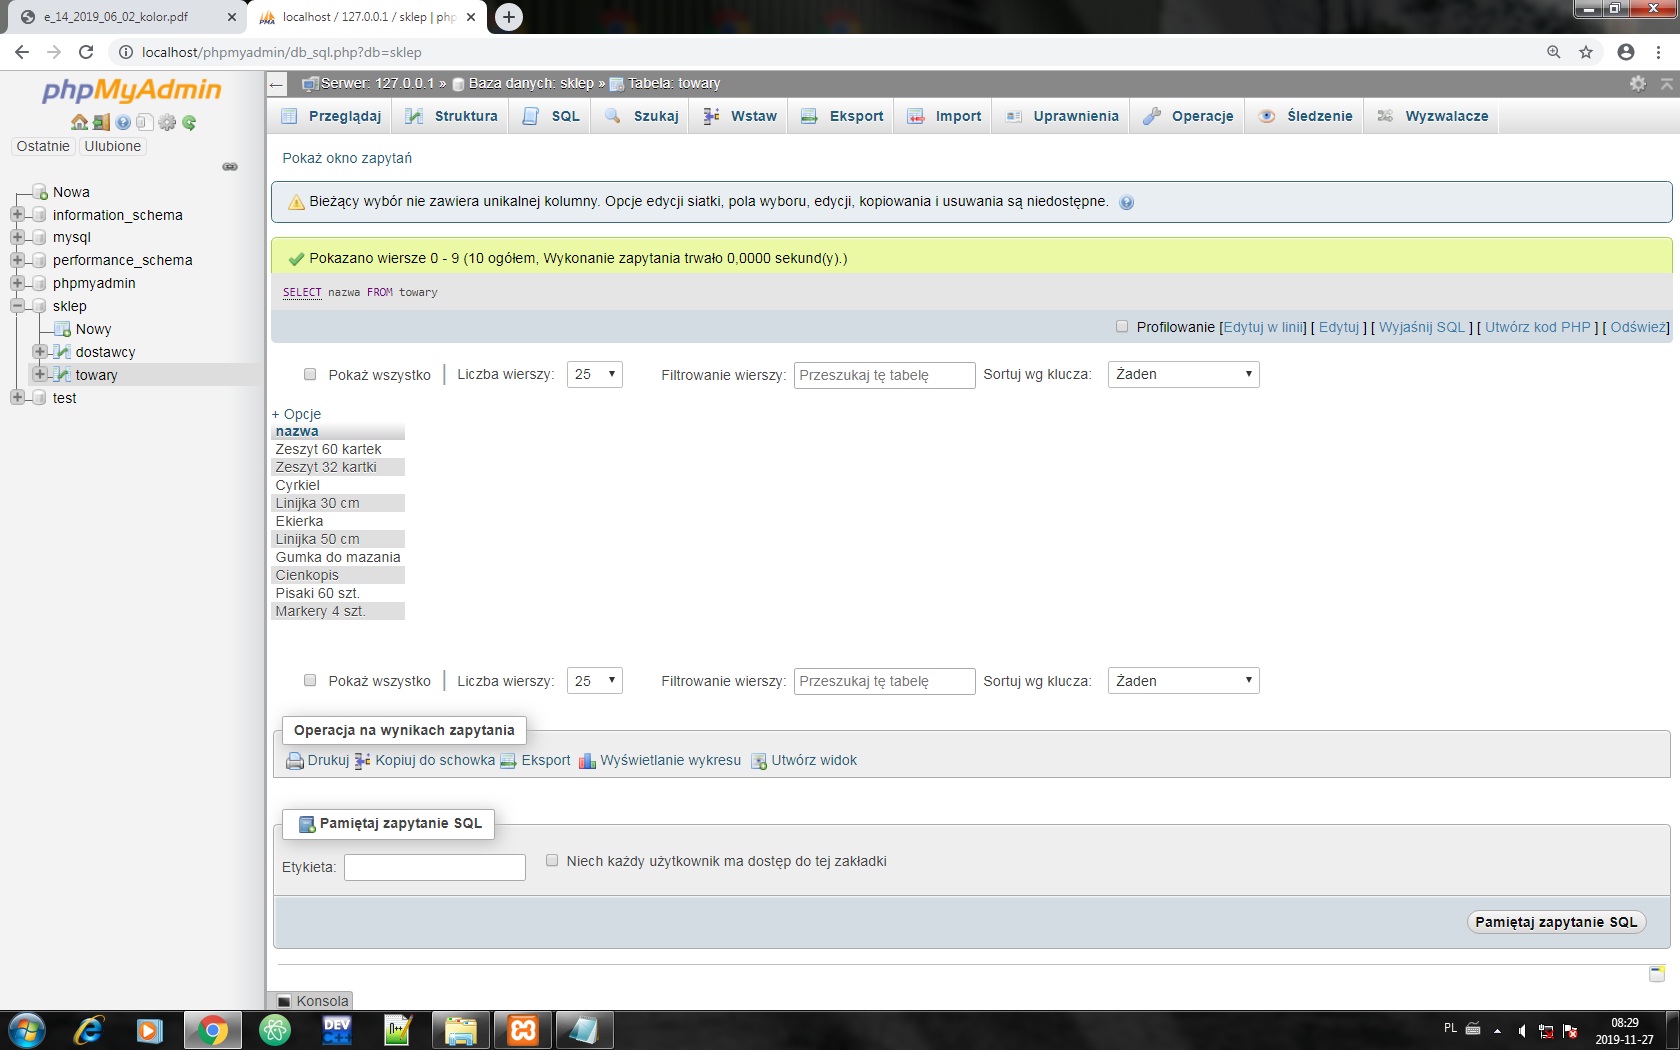 e_14_2019_06_02_kolor.pdf
localhost / 127.0.0.1 / sklep | php
localhost/phpmyadmin/db_sql.php?db=sklep
phpMyAdmin
Ostatnie Ulubione
Nowa
information_schema
mysql
performance_schema
phpmyadmin
sklep
Nowy
dostawcy
towary
test
Serwer: 127.0.0.1 » Baza danych: sklep » Tabela: towary
Przeglądaj Struktura SQL Szukaj Wstaw Eksport Import Uprawnienia Operacje Śledzenie Wyzwalacze
Pokaż okno zapytań
Bieżący wybór nie zawiera unikalnej kolumny. Opcje edycji siatki, pola wyboru, edycji, kopiowania i usuwania są niedostępne.
Pokazano wiersze 0 - 9 (10 ogółem, Wykonanie zapytania trwało 0,0000 sekund(y).)
SELECT nazwa FROM towary
Profilowanie [Edytuj w linii] [ Edytuj ] [ Wyjaśnij SQL ] [ Utwórz kod PHP ] [ Odśwież]
Pokaż wszystko | Liczba wierszy: 25 Filtrowanie wierszy: Przeszukaj tę tabelę Sortuj wg klucza: Żaden
+ Opcje
nazwa
Zeszyt 60 kartek
Zeszyt 32 kartki
Cyrkiel
Linijka 30 cm
Ekierka
Linijka 50 cm
Gumka do mazania
Cienkopis
Pisaki 60 szt.
Markery 4 szt.
Pokaż wszystko | Liczba wierszy: 25 Filtrowanie wierszy: Przeszukaj tę tabelę Sortuj wg klucza: Żaden
Operacja na wynikach zapytania
Drukuj Kopiuj do schowka Eksport Wyświetlanie wykresu Utwórz widok
Pamiętaj zapytanie SQL
Etykieta: Niech każdy użytkownik ma dostęp do tej zakładki
Pamiętaj zapytanie SQL
Konsola
DEV
PL
08:29
2019-11-27